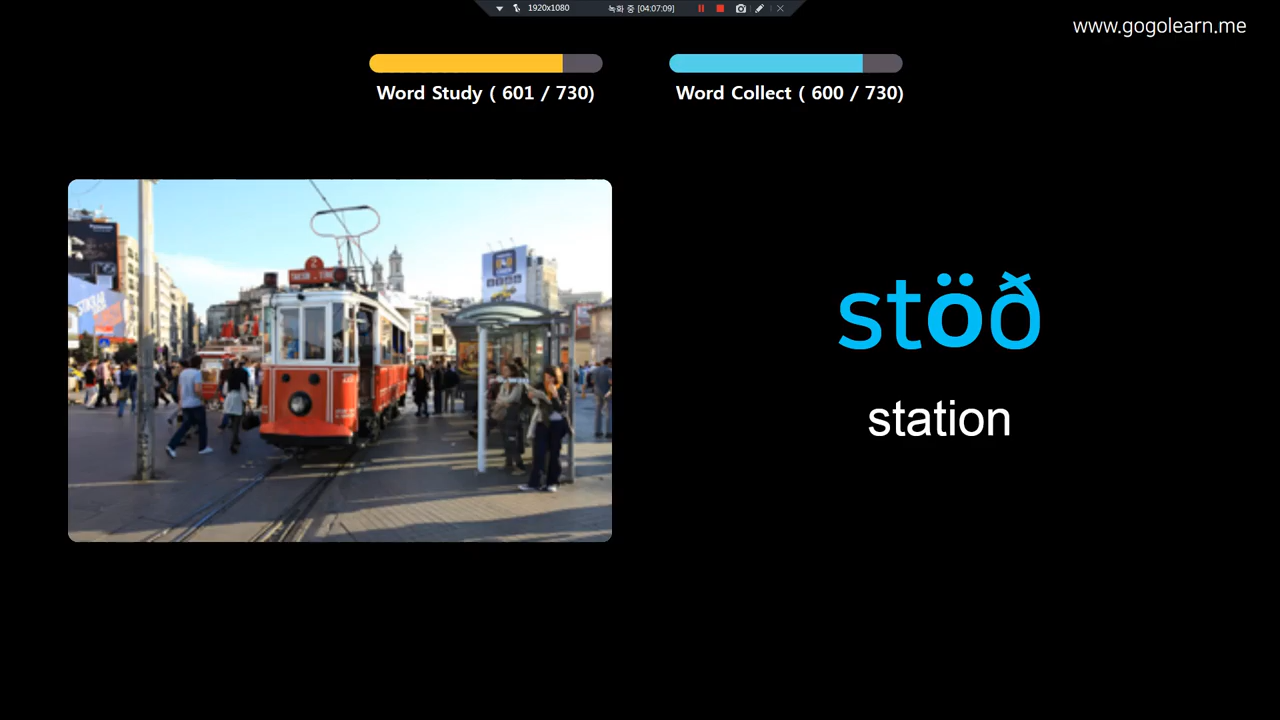 1920x1080 녹화 중 [04:07:09]
www.gogolearn.me
Word Study ( 601 / 730)
Word Collect ( 600 / 730)
2
stöð
station